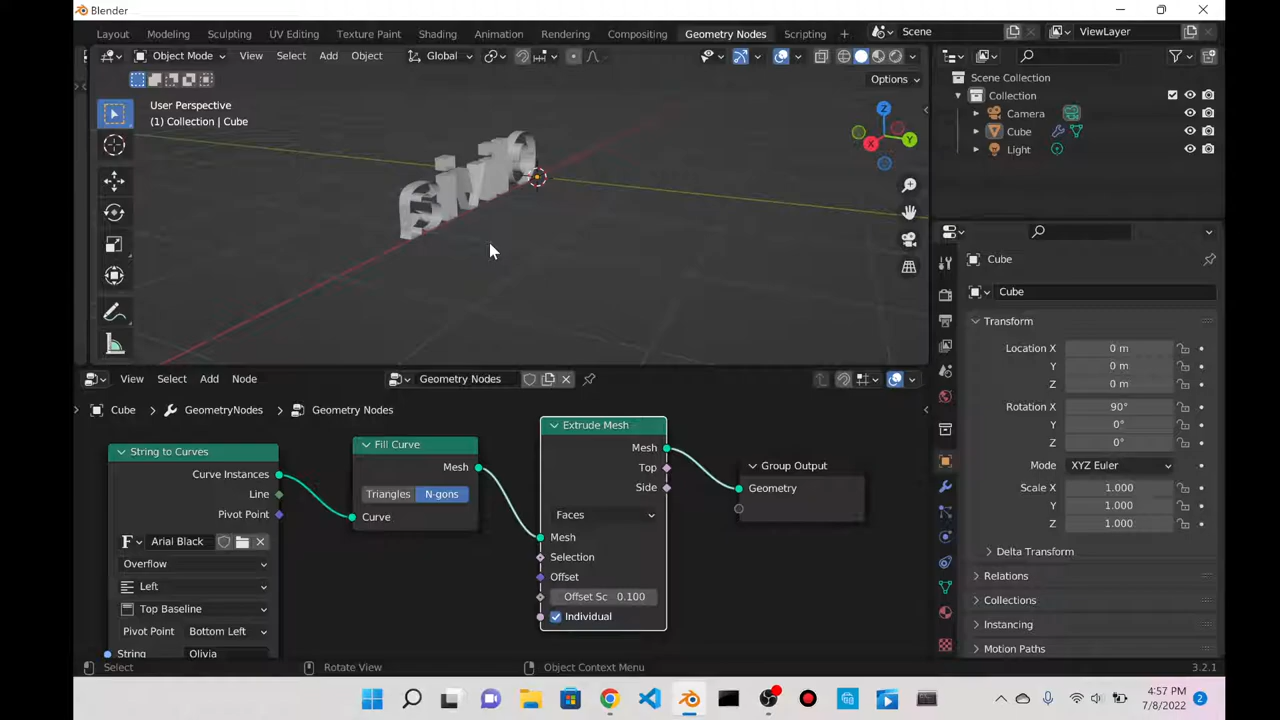 Blender
Layout Modeling Sculpting UV Editing Texture Paint Shading Animation Rendering Compositing Geometry Nodes Scripting + Scene ViewLayer
Object Mode View Select Add Object Global
Options
User Perspective
(1) Collection | Cube
Z
Y
X
Scene Collection
Collection
Camera
Cube
Light
Cube
Cube
Transform
Location X 0 m
Y 0 m
Z 0 m
Rotation X 90°
Y 0°
Z 0°
Mode XYZ Euler
Scale X 1.000
Y 1.000
Z 1.000
Delta Transform
Relations
Collections
Instancing
Motion Paths
View Select Add Node Geometry Nodes
Cube > GeometryNodes > Geometry Nodes
String to Curves
Curve Instances
Line
Pivot Point
F Arial Black
Overflow
Left
Top Baseline
Pivot Point Bottom Left
String Olivia
Fill Curve
Mesh
Triangles N-gons
Curve
Extrude Mesh
Mesh
Top
Side
Faces
Mesh
Selection
Offset
Offset Sc 0.100
Individual
Group Output
Geometry
Select Rotate View Object Context Menu 3.2.1
4:57 PM
7/8/2022
2